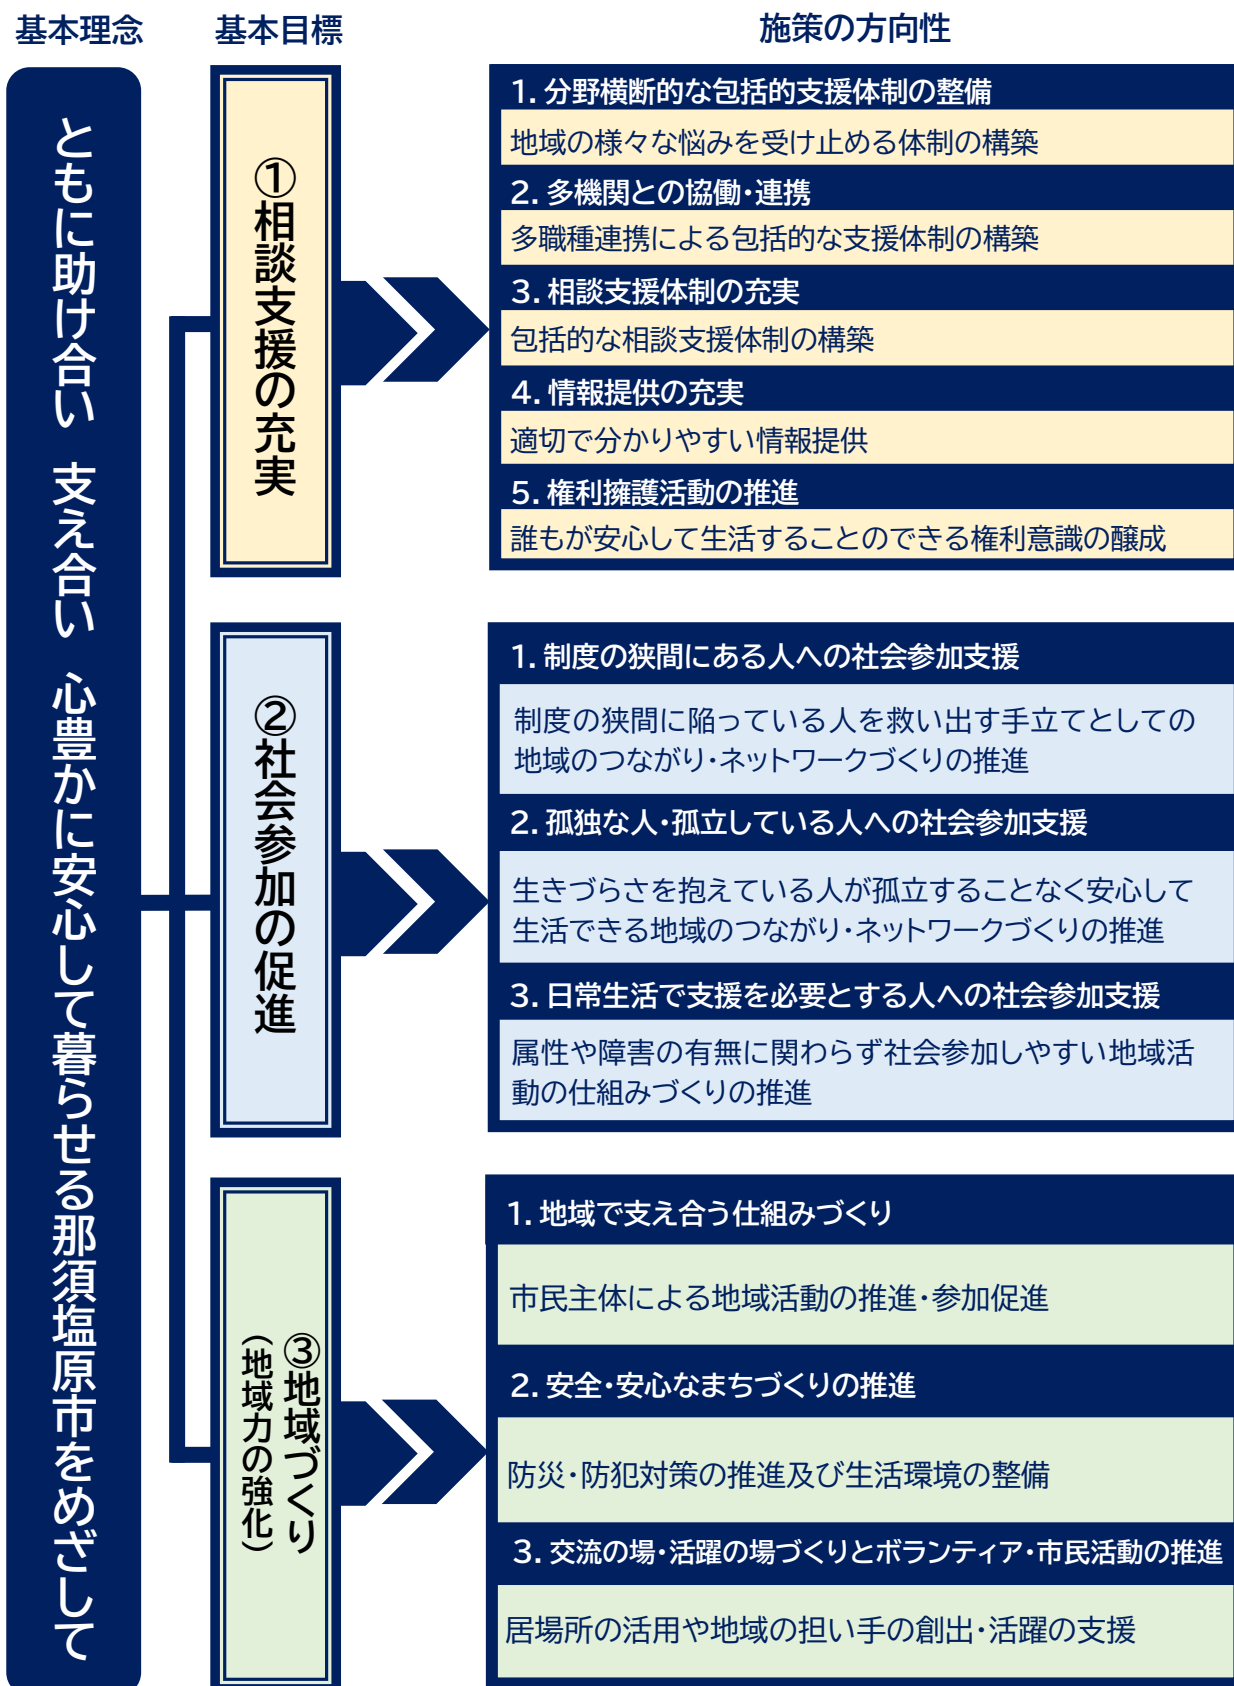 基本理念
基本目標
施策の方向性
ともに助け合い 支え合い 心豊かに安心して暮らせる那須塩原市をめざして
①相談支援の充実
1. 分野横断的な包括的支援体制の整備
地域の様々な悩みを受け止める体制の構築
2. 多機関との協働・連携
多職種連携による包括的な支援体制の構築
3. 相談支援体制の充実
包括的な相談支援体制の構築
4. 情報提供の充実
適切で分かりやすい情報提供
5. 権利擁護活動の推進
誰もが安心して生活することのできる権利意識の醸成
②社会参加の促進
1. 制度の狭間にある人への社会参加支援
制度の狭間に陥っている人を救い出す手立てとしての
地域のつながり・ネットワークづくりの推進
2. 孤独な人・孤立している人への社会参加支援
生きづらさを抱えている人が孤立することなく安心して
生活できる地域のつながり・ネットワークづくりの推進
3. 日常生活で支援を必要とする人への社会参加支援
属性や障害の有無に関わらず社会参加しやすい地域活
動の仕組みづくりの推進
③地域づくり
(地域力の強化)
1. 地域で支え合う仕組みづくり
市民主体による地域活動の推進・参加促進
2. 安全・安心なまちづくりの推進
防災・防犯対策の推進及び生活環境の整備
3. 交流の場・活躍の場づくりとボランティア・市民活動の推進
居場所の活用や地域の担い手の創出・活躍の支援